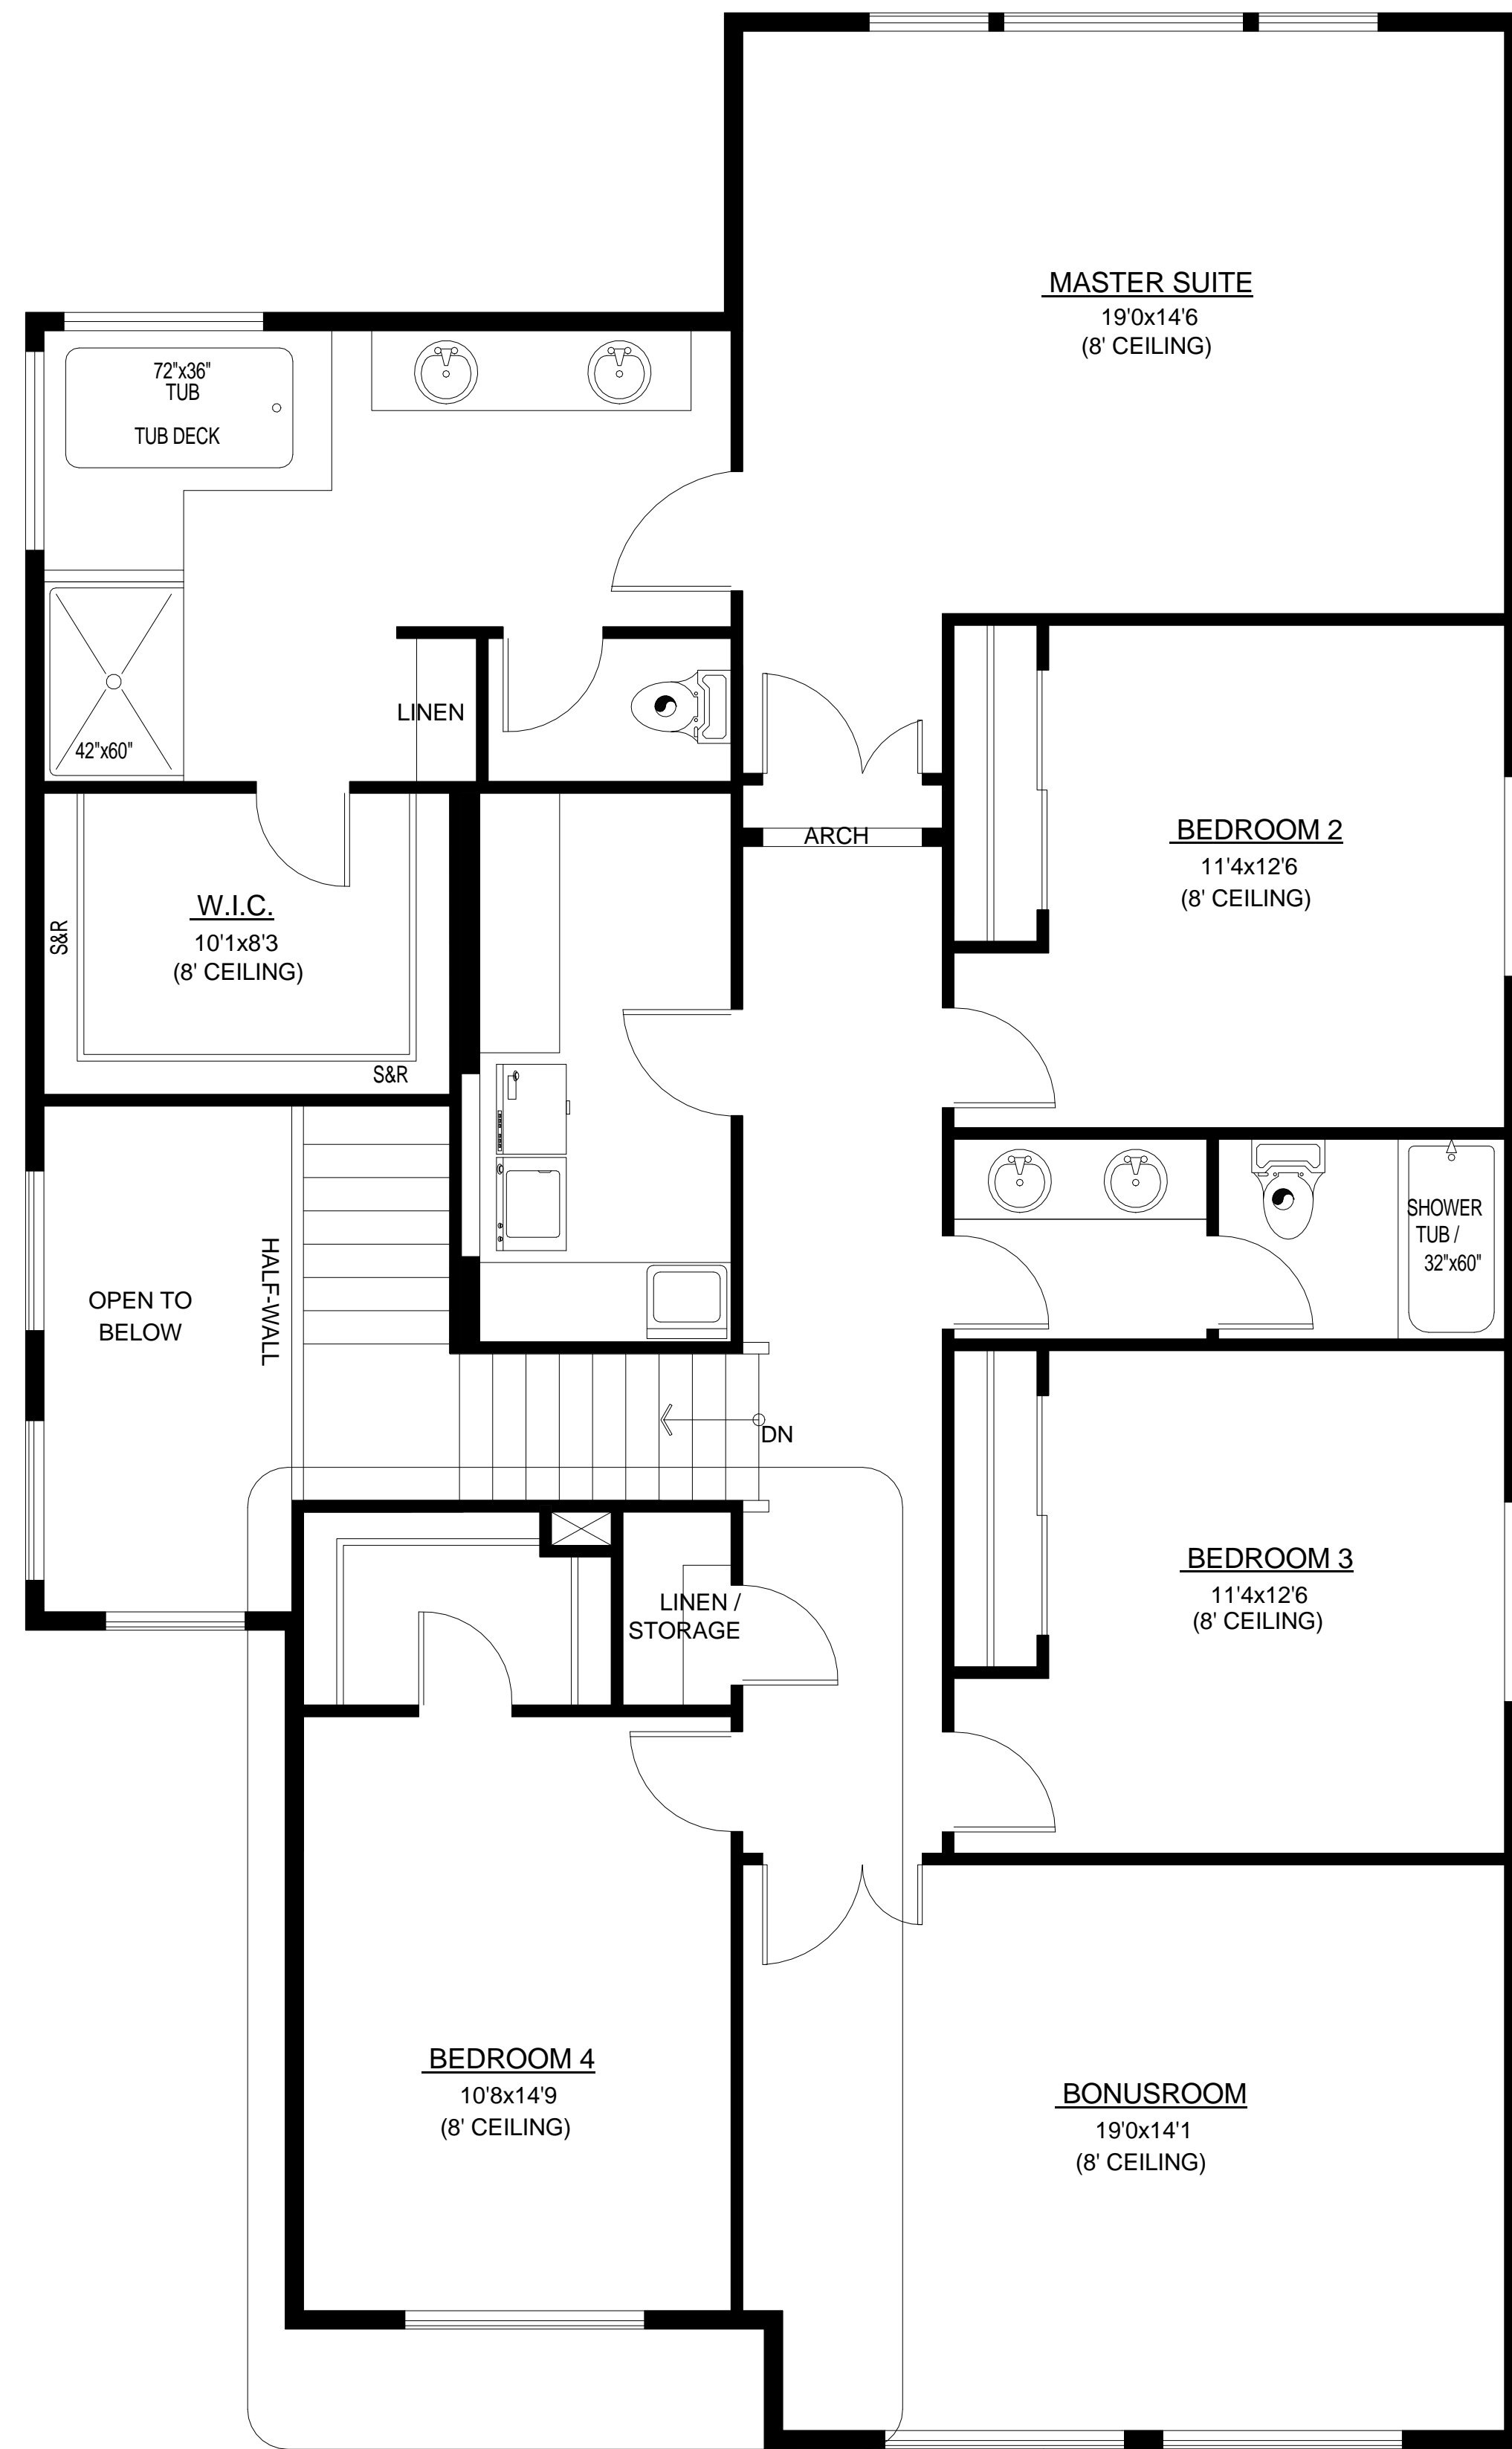 MASTER SUITE
19'0x14'6
(8' CEILING)
72"x36"
TUB
TUB DECK
LINEN
42"x60"
ARCH
BEDROOM 2
11'4x12'6
(8' CEILING)
W.I.C.
10'1x8'3
(8' CEILING)
S&R
S&R
SHOWER
TUB /
32"x60"
HALF-WALL
OPEN TO
BELOW
DN
BEDROOM 3
11'4x12'6
(8' CEILING)
LINEN /
STORAGE
BEDROOM 4
10'8x14'9
(8' CEILING)
BONUSROOM
19'0x14'1
(8' CEILING)